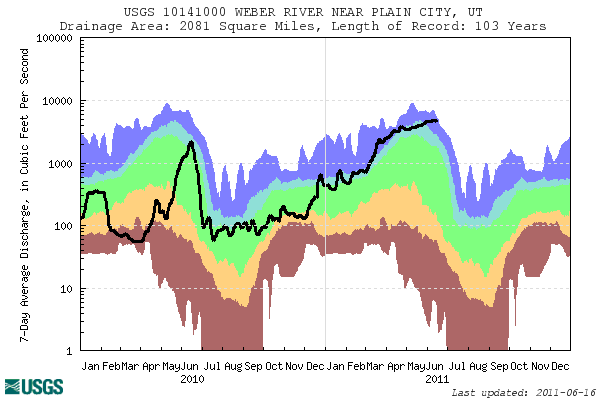 USGS 10141000 WEBER RIVER NEAR PLAIN CITY, UT
Drainage Area: 2081 Square Miles, Length of Record: 103 Years
7-Day Average Discharge, in Cubic Feet Per Second
100000
10000
1000
100
10
1
Jan Feb Mar Apr May Jun Jul Aug Sep Oct Nov Dec Jan Feb Mar Apr May Jun Jul Aug Sep Oct Nov Dec
2010 2011
USGS
Last updated: 2011-06-16